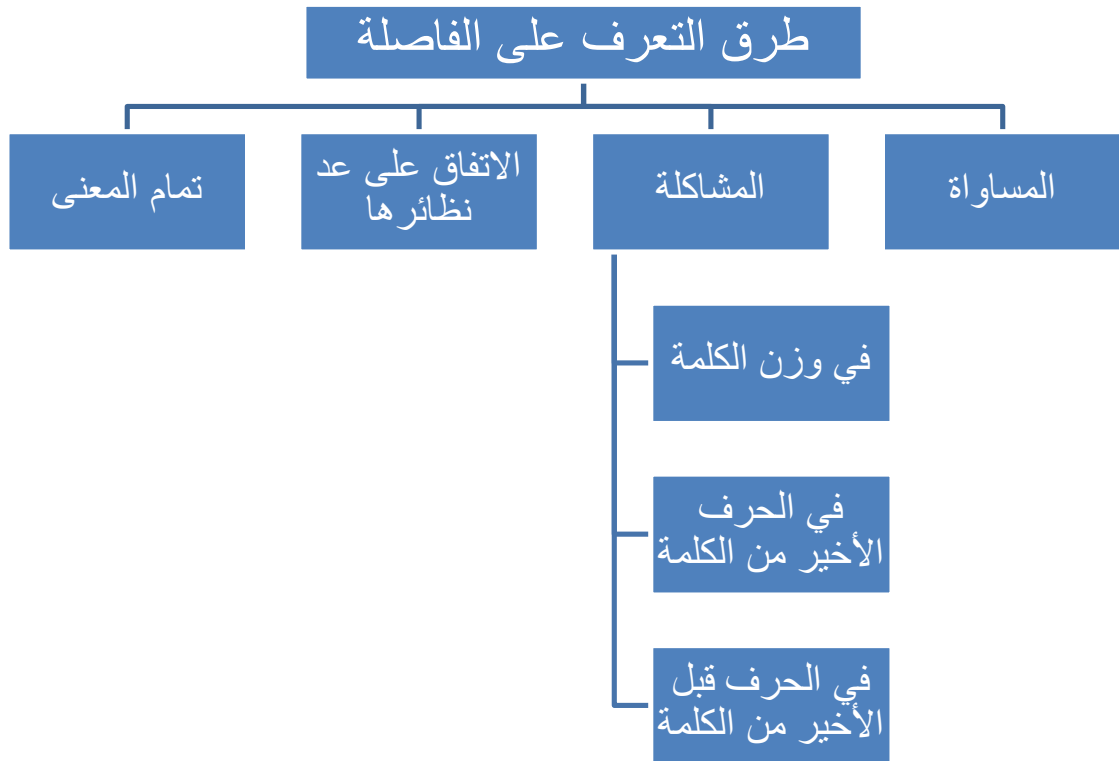 طرق التعرف على الفاصلة
المساواة
المشاكلة
في وزن الكلمة
في الحرف
الأخير من الكلمة
في الحرف قبل
الأخير من الكلمة
الاتفاق على عد
نظائرها
تمام المعنى